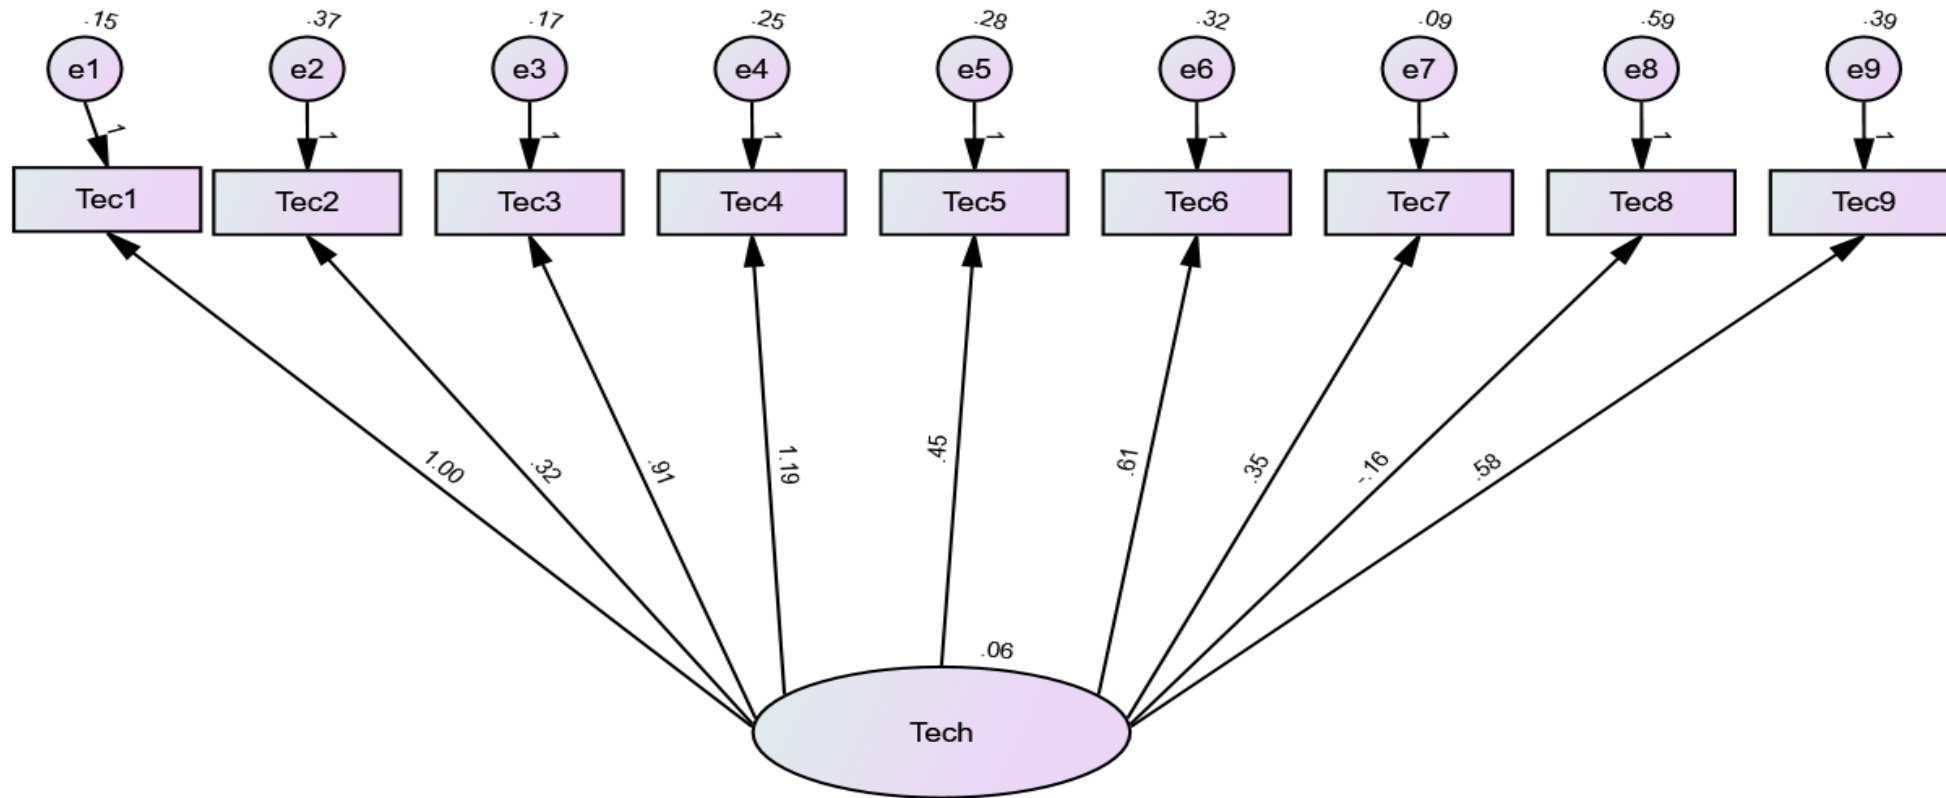 .15 .37 .17 .25 .28 .32 .09 .59 .39
e1 e2 e3 e4 e5 e6 e7 e8 e9
1 1 1 1 1 1 1 1 1
Tec1 Tec2 Tec3 Tec4 Tec5 Tec6 Tec7 Tec8 Tec9
1.00 .32 .91 1.19 .45 .61 .35 -.16 .58
.06
Tech